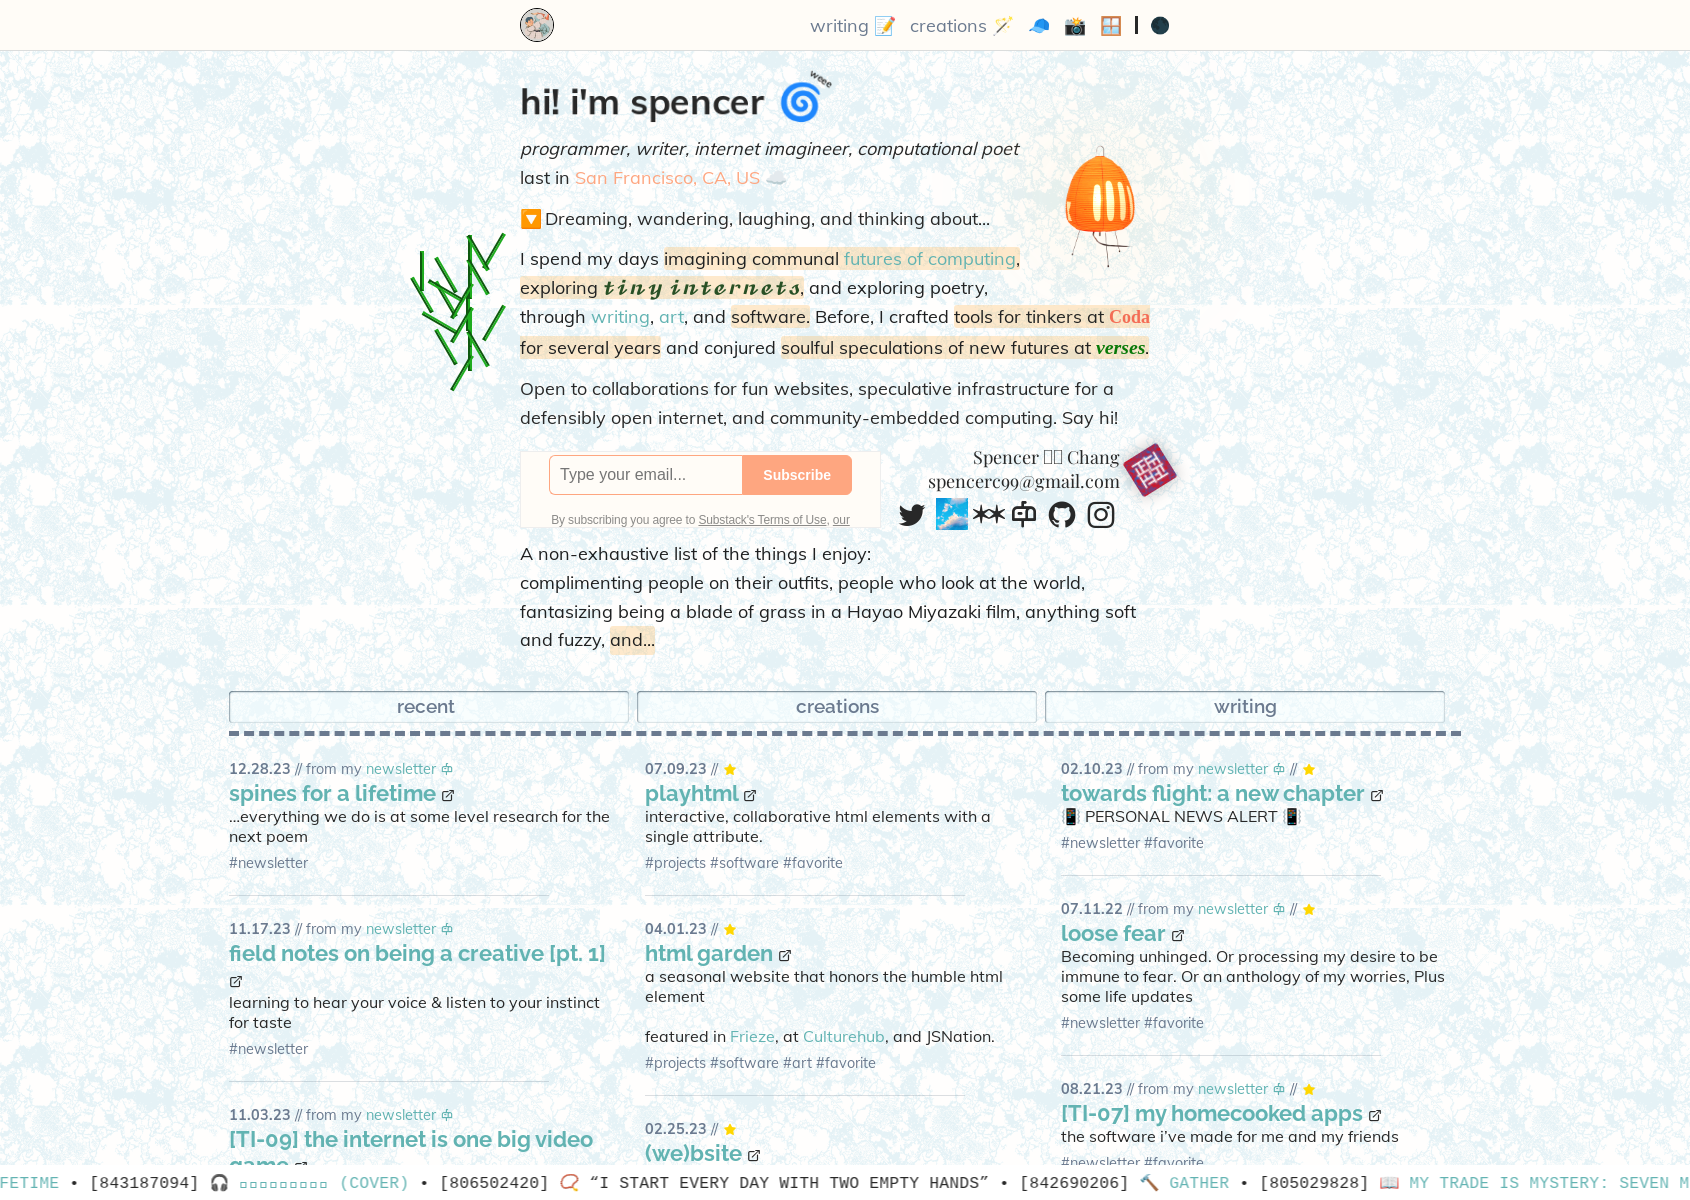 writing 📝 creations 🪄 🧢 📸 🪟 | 🌑
hi! i'm spencer 🌀 weee
programmer, writer, internet imagineer, computational poet
last in San Francisco, CA, US ☁️
🔽 Dreaming, wandering, laughing, and thinking about...
I spend my days imagining communal futures of computing,
exploring tiny internets, and exploring poetry,
through writing, art, and software. Before, I crafted tools for tinkers at Coda
for several years and conjured soulful speculations of new futures at verses.
Open to collaborations for fun websites, speculative infrastructure for a
defensibly open internet, and community-embedded computing. Say hi!
Type your email... Subscribe
By subscribing you agree to Substack's Terms of Use, our
Spencer Chang
spencerc99@gmail.com
A non-exhaustive list of the things I enjoy:
complimenting people on their outfits, people who look at the world,
fantasizing being a blade of grass in a Hayao Miyazaki film, anything soft
and fuzzy, and...
recent
12.28.23 // from my newsletter
spines for a lifetime
...everything we do is at some level research for the
next poem
#newsletter
11.17.23 // from my newsletter
field notes on being a creative [pt. 1]
learning to hear your voice & listen to your instinct
for taste
#newsletter
11.03.23 // from my newsletter
[TI-09] the internet is one big video
game
creations
07.09.23 // ⭐
playhtml
interactive, collaborative html elements with a
single attribute.
#projects #software #favorite
04.01.23 // ⭐
html garden
a seasonal website that honors the humble html
element
featured in Frieze, at Culturehub, and JSNation.
#projects #software #art #favorite
02.25.23 // ⭐
(we)bsite
writing
02.10.23 // from my newsletter // ⭐
towards flight: a new chapter
📳 PERSONAL NEWS ALERT 📳
#newsletter #favorite
07.11.22 // from my newsletter // ⭐
loose fear
Becoming unhinged. Or processing my desire to be
immune to fear. Or an anthology of my worries, Plus
some life updates
#newsletter #favorite
08.21.23 // from my newsletter // ⭐
[TI-07] my homecooked apps
the software i've made for me and my friends
#newsletter #favorite
FETIME • [843187094] 🎧 (COVER) • [806502420] 📿 “I START EVERY DAY WITH TWO EMPTY HANDS” • [842690206] 🔨 GATHER • [805029828] 📖 MY TRADE IS MYSTERY: SEVEN M